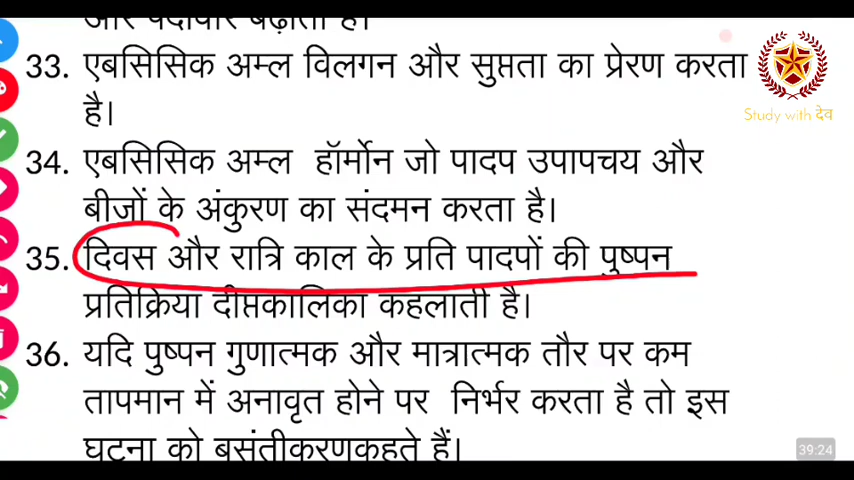 और पैदावार बढ़ाता है।
33. एबसिसिक अम्ल विलगन और सुप्तता का प्रेरण करता
है।
34. एबसिसिक अम्ल हॉर्मोन जो पादप उपापचय और
बीजों के अंकुरण का संदमन करता है।
35. दिवस और रात्रि काल के प्रति पादपों की पुष्पन
प्रतिक्रिया दीप्तकालिका कहलाती है।
36. यदि पुष्पन गुणात्मक और मात्रात्मक तौर पर कम
तापमान में अनावृत होने पर निर्भर करता है तो इस
घटना को बसंतीकरणकहते हैं।
Study with देव
39:24